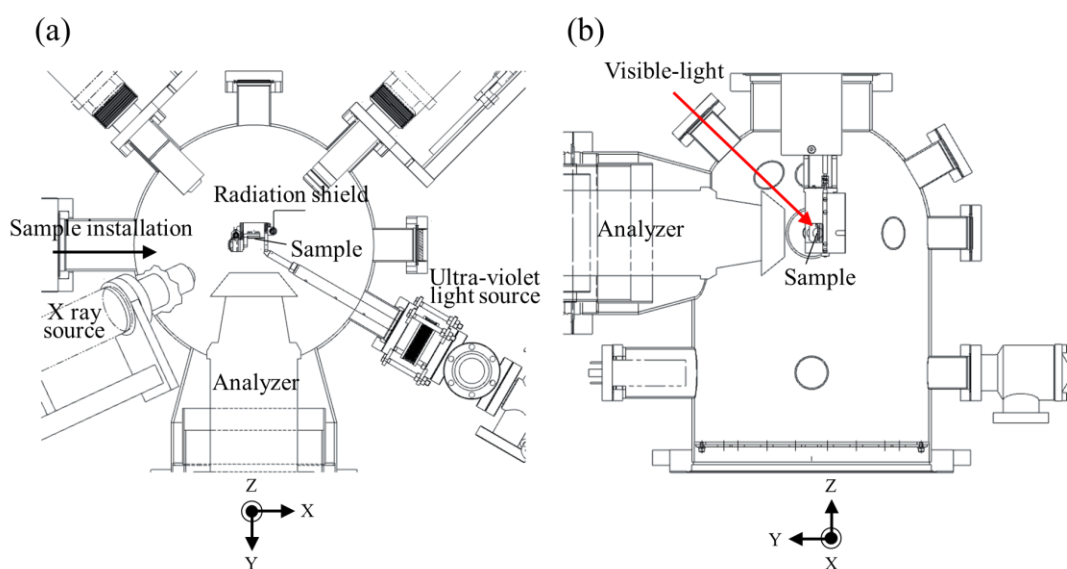 (a)
Radiation shield
Sample installation
Sample
X ray
source
Ultra-violet
light source
Analyzer
Z
X
Y
(b)
Visible-light
Analyzer
Sample
Z
Y
X